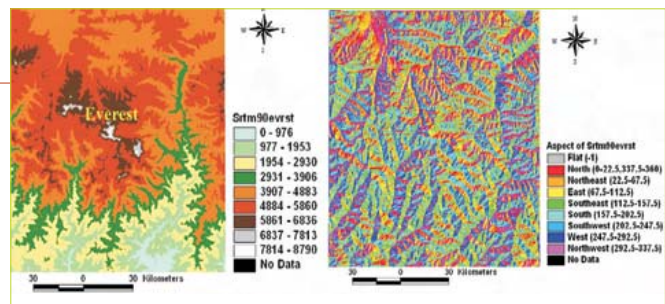 Everest
Srtm90evrst
0 - 976
977 - 1953
1954 - 2930
2931 - 3906
3907 - 4883
4884 - 5860
5861 - 6836
6837 - 7813
7814 - 8790
No Data
30 0 30 Kilometers
Aspect of Srtm90evrst
Flat (-1)
North (0-22.5,337.5-360)
Northeast (22.5-67.5)
East (67.5-112.5)
Southeast (112.5-157.5)
South (157.5-202.5)
Southwest (202.5-247.5)
West (247.5-292.5)
Northwest (292.5-337.5)
No Data
30 0 30 Kilometers